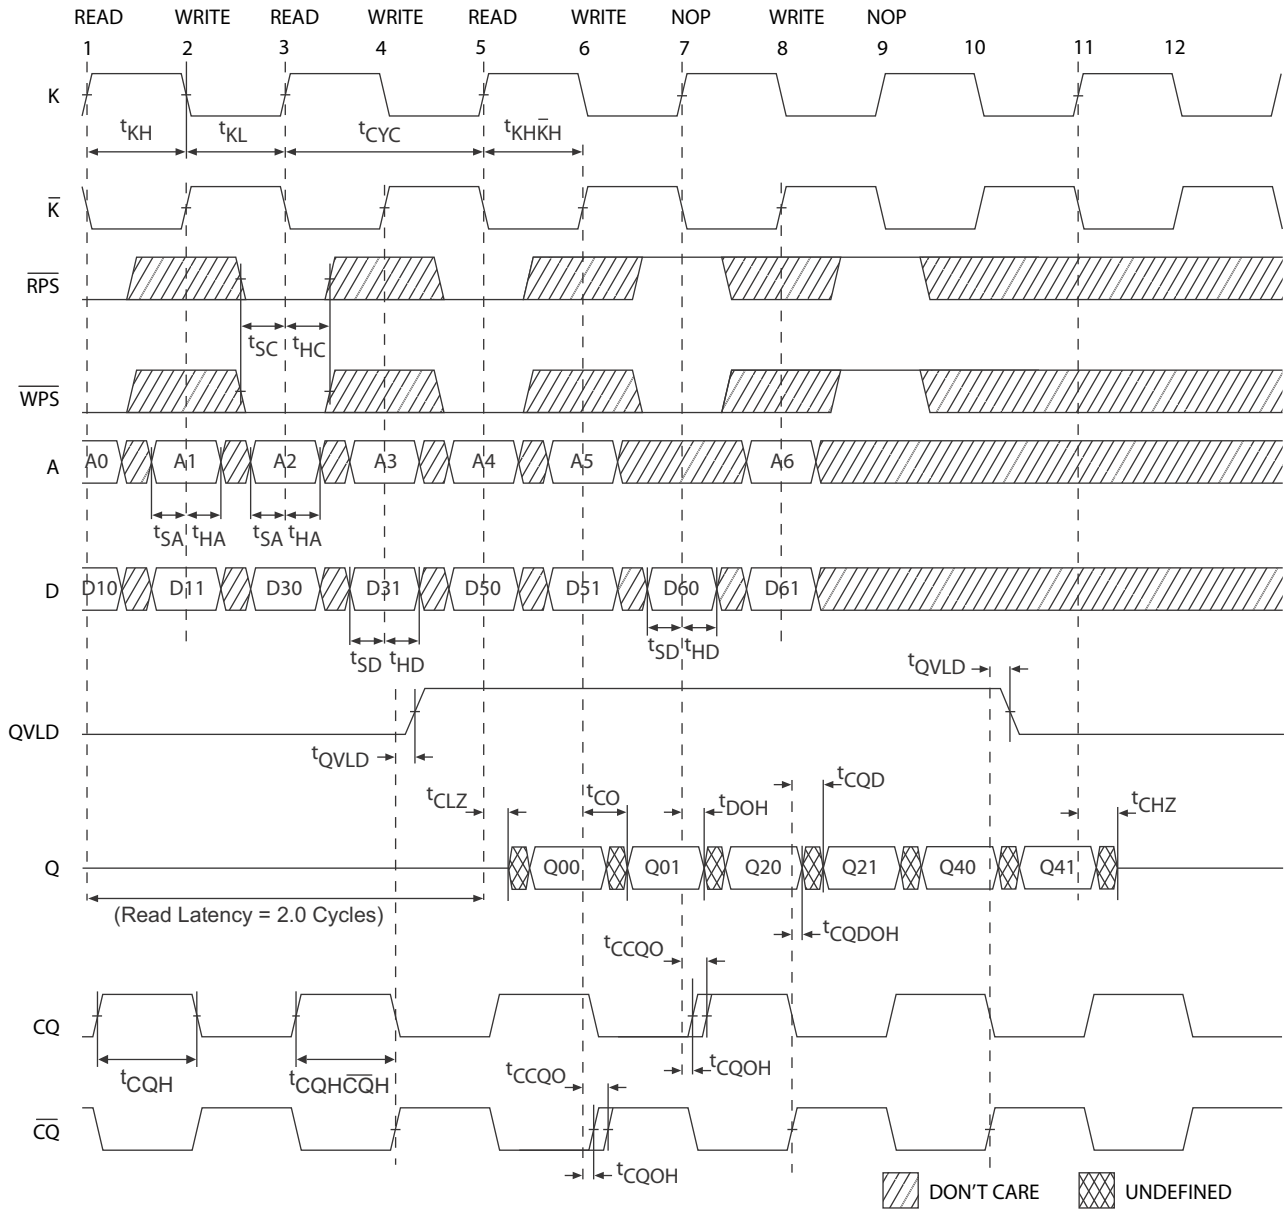 READ WRITE READ WRITE READ WRITE NOP WRITE NOP
1 2 3 4 5 6 7 8 9 10 11 12
K
tKH tKL tCYC tKHK̅H
K̅
R̅P̅S̅
tSC tHC
W̅P̅S̅
A A0 A1 A2 A3 A4 A5 A6
tSA tHA tSA tHA
D D10 D11 D30 D31 D50 D51 D60 D61
tSD tHD tSD tHD
tQVLD
QVLD
tQVLD
tCLZ tCO tDOH tCQD tCHZ
Q Q00 Q01 Q20 Q21 Q40 Q41
(Read Latency = 2.0 Cycles)
tCQDOH
tCCQO
CQ
tCQOH
tCQH tCQHC̅Q̅H
tCCQO
C̅Q̅
tCQOH
DON'T CARE UNDEFINED